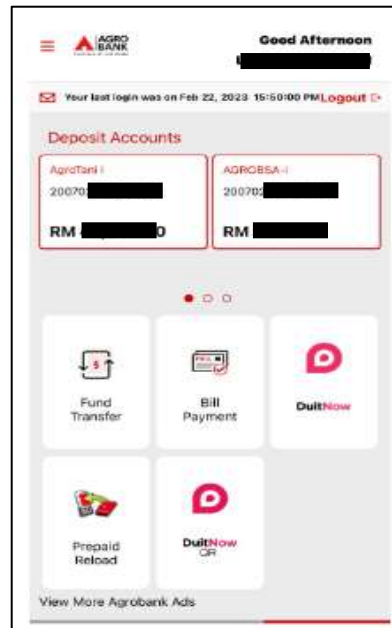 AGRO
BANK
Good Afternoon
Your last login was on Feb 22, 2023 15:50:00 PM Logout
Deposit Accounts
AgroTani i
AGROBSA-i
200702
200702
RM 0
RM
Fund
Transfer
Bill
Payment
DuitNow
Prepaid
Reload
DuitNow
QR
View More Agrobank Ads